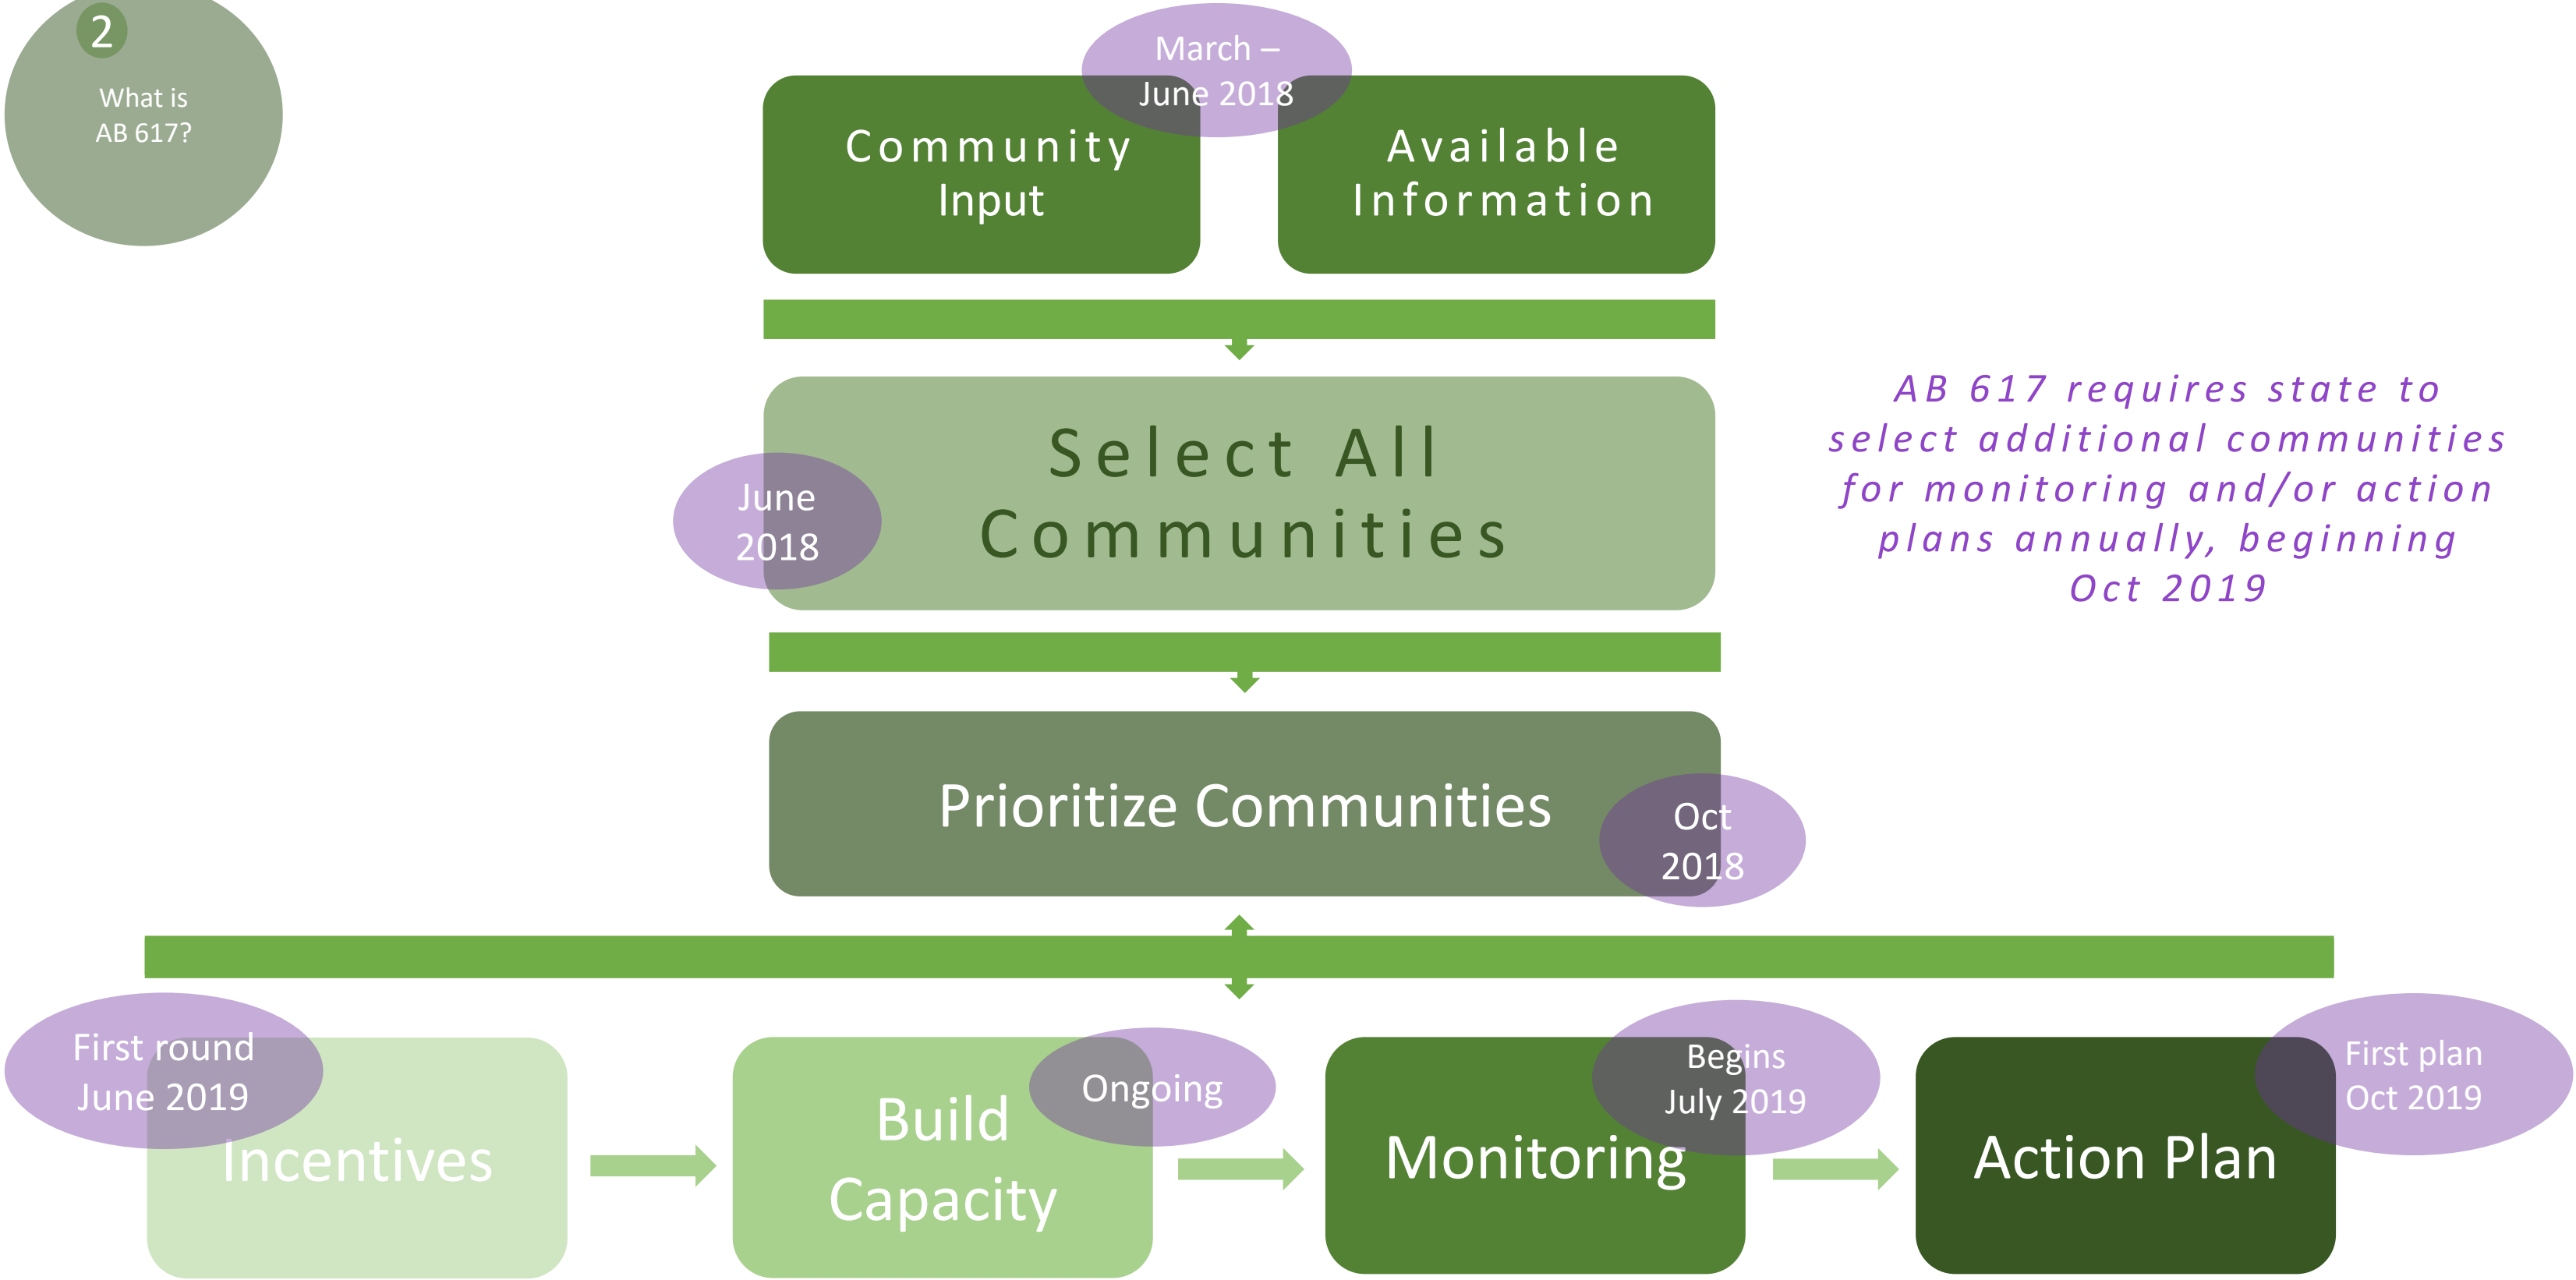 2
What is
AB 617?
March –
June 2018
Community
Input
Available
Information
Select All
Communities
June
2018
AB 617 requires state to
select additional communities
for monitoring and/or action
plans annually, beginning
Oct 2019
Prioritize Communities
Oct
2018
First round
June 2019
Incentives
Build
Capacity
Ongoing
Monitoring
Begins
July 2019
Action Plan
First plan
Oct 2019